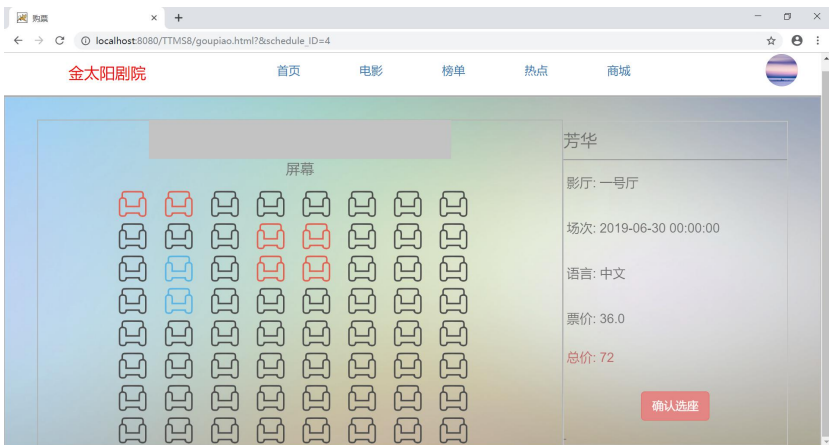 购票
localhost:8080/TTMS8/goupiao.html?&schedule_ID=4
金太阳剧院
首页
电影
榜单
热点
商城
屏幕
芳华
影厅: 一号厅
场次: 2019-06-30 00:00:00
语言: 中文
票价: 36.0
总价: 72
确认选座